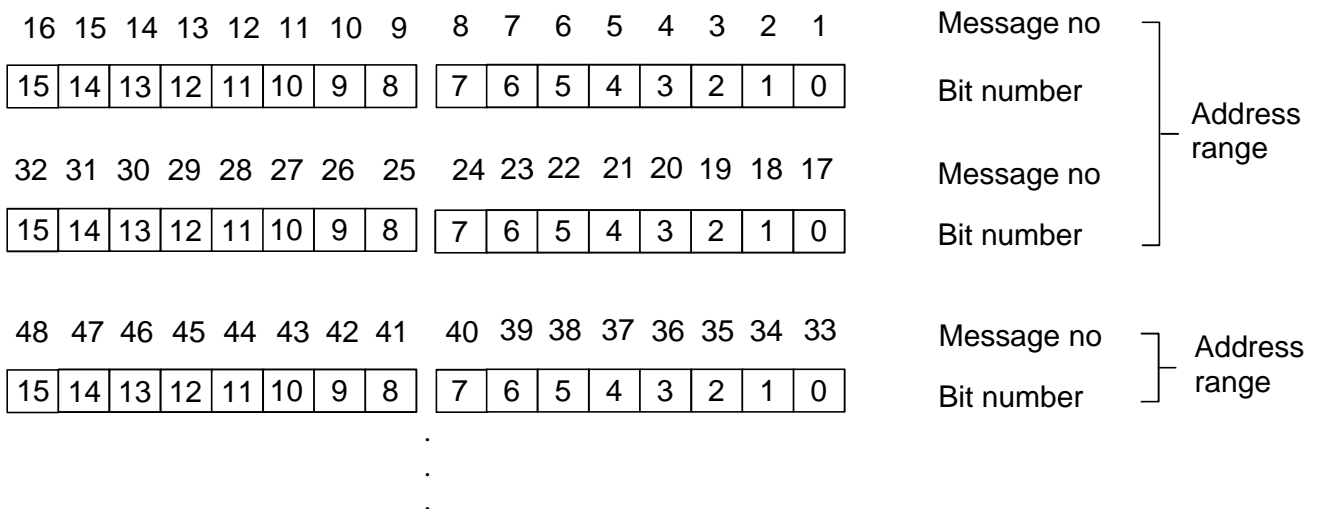 16 15 14 13 12 11 10 9 8 7 6 5 4 3 2 1 Message no
15 14 13 12 11 10 9 8 7 6 5 4 3 2 1 0 Bit number
Address
range
32 31 30 29 28 27 26 25 24 23 22 21 20 19 18 17 Message no
15 14 13 12 11 10 9 8 7 6 5 4 3 2 1 0 Bit number
48 47 46 45 44 43 42 41 40 39 38 37 36 35 34 33 Message no
15 14 13 12 11 10 9 8 7 6 5 4 3 2 1 0 Bit number
Address
range
.
.
.